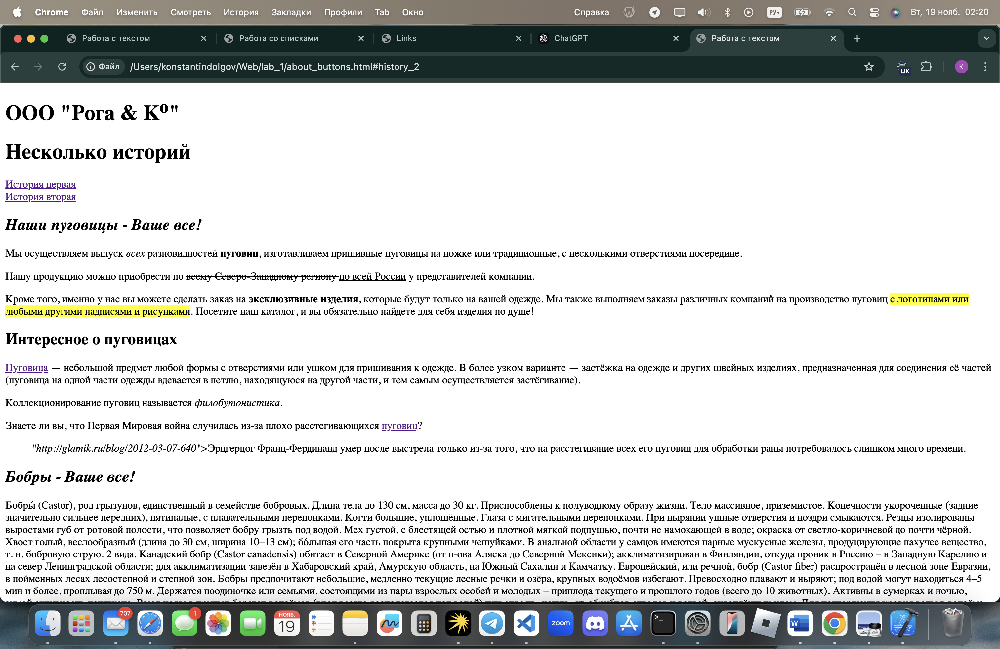 Chrome Файл Изменить Смотреть История Закладки Профили Tab Окно Справка РУ Вт, 19 нояб. 02:20
Работа с текстом Работа со списками Links ChatGPT Работа с текстом
Файл /Users/konstantindolgov/Web/lab_1/about_buttons.html#history_2 UK K
ООО "Рога & Kº"
Несколько историй
История первая
История вторая
Наши пуговицы - Ваше все!
Мы осуществляем выпуск всех разновидностей пуговиц, изготавливаем пришивные пуговицы на ножке или традиционные, с несколькими отверстиями посередине.
Нашу продукцию можно приобрести по всему Северо-Западному региону по всей России у представителей компании.
Кроме того, именно у нас вы можете сделать заказ на эксклюзивные изделия, которые будут только на вашей одежде. Мы также выполняем заказы различных компаний на производство пуговиц с логотипами или
любыми другими надписями и рисунками. Посетите наш каталог, и вы обязательно найдете для себя изделия по душе!
Интересное о пуговицах
Пуговица — небольшой предмет любой формы с отверстиями или ушком для пришивания к одежде. В более узком варианте — застёжка на одежде и других швейных изделиях, предназначенная для соединения её частей
(пуговица на одной части одежды вдевается в петлю, находящуюся на другой части, и тем самым осуществляется застёгивание).
Коллекционирование пуговиц называется филобутонистика.
Знаете ли вы, что Первая Мировая война случилась из-за плохо расстегивающихся пуговиц?
"http://glamik.ru/blog/2012-03-07-640">Эрцгерцог Франц-Фердинанд умер после выстрела только из-за того, что на расстегивание всех его пуговиц для обработки раны потребовалось слишком много времени.
Бобры - Ваше все!
Бобры́ (Castor), род грызунов, единственный в семействе бобровых. Длина тела до 130 см, масса до 30 кг. Приспособлены к полуводному образу жизни. Тело массивное, приземистое. Конечности укороченные (задние
значительно сильнее передних), пятипалые, с плавательными перепонками. Когти большие, уплощённые. Глаза с мигательными перепонками. При нырянии ушные отверстия и ноздри смыкаются. Резцы изолированы
выростами губ от ротовой полости, что позволяет бобру грызть под водой. Мех густой, с блестящей остью и плотной мягкой подпушью, почти не намокающей в воде; окраска от светло-коричневой до почти чёрной.
Хвост голый, веслообразный (длина до 30 см, ширина 10–13 см); бо́льшая его часть покрыта крупными чешуйками. В анальной области у самцов имеются парные мускусные железы, продуцирующие пахучее вещество,
т. н. бобровую струю. 2 вида. Канадский бобр (Castor canadensis) обитает в Северной Америке (от п-ова Аляска до Северной Мексики); акклиматизирован в Финляндии, откуда проник в Россию – в Западную Карелию и
на север Ленинградской области; для акклиматизации завезён в Хабаровский край, Амурскую область, на Южный Сахалин и Камчатку. Европейский, или речной, бобр (Castor fiber) распространён в лесной зоне Евразии,
в пойменных лесах лесостепной и степной зон. Бобры предпочитают небольшие, медленно текущие лесные речки и озёра, крупных водоёмов избегают. Превосходно плавают и ныряют; под водой могут находиться 4–5
мин и более, проплывая до 750 м. Держатся поодиночке или семьями, состоящими из пары взрослых особей и молодых – приплода текущего и прошлого годов (всего до 10 животных). Активны в сумерках и ночью,
707 1 НОЯБ. 19 zoom >_ W